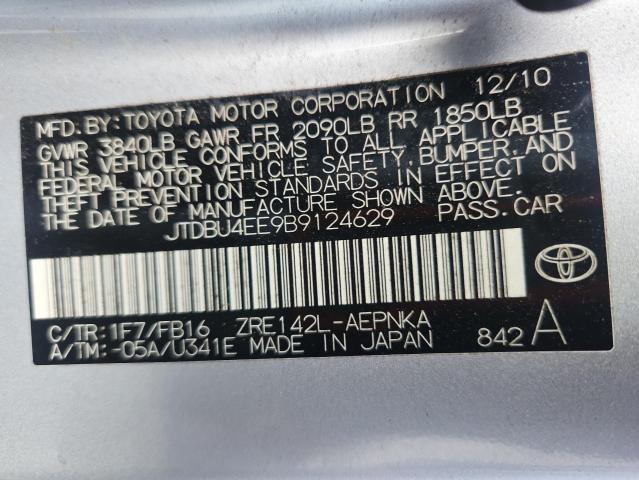 MFD. BY: TOYOTA MOTOR CORPORATION 12/10
GVWR 3840LB GAWR FR 2090LB RR 1850LB
THIS VEHICLE CONFORMS TO ALL APPLICABLE
FEDERAL MOTOR VEHICLE SAFETY, BUMPER, AND
THEFT PREVENTION STANDARDS IN EFFECT ON
THE DATE OF MANUFACTURE SHOWN ABOVE.
JTDBU4EE9B9124629 PASS. CAR
C/TR: 1F7/FB16 ZRE142L-AEPNKA
A/TM: -05A/U341E MADE IN JAPAN 842 A